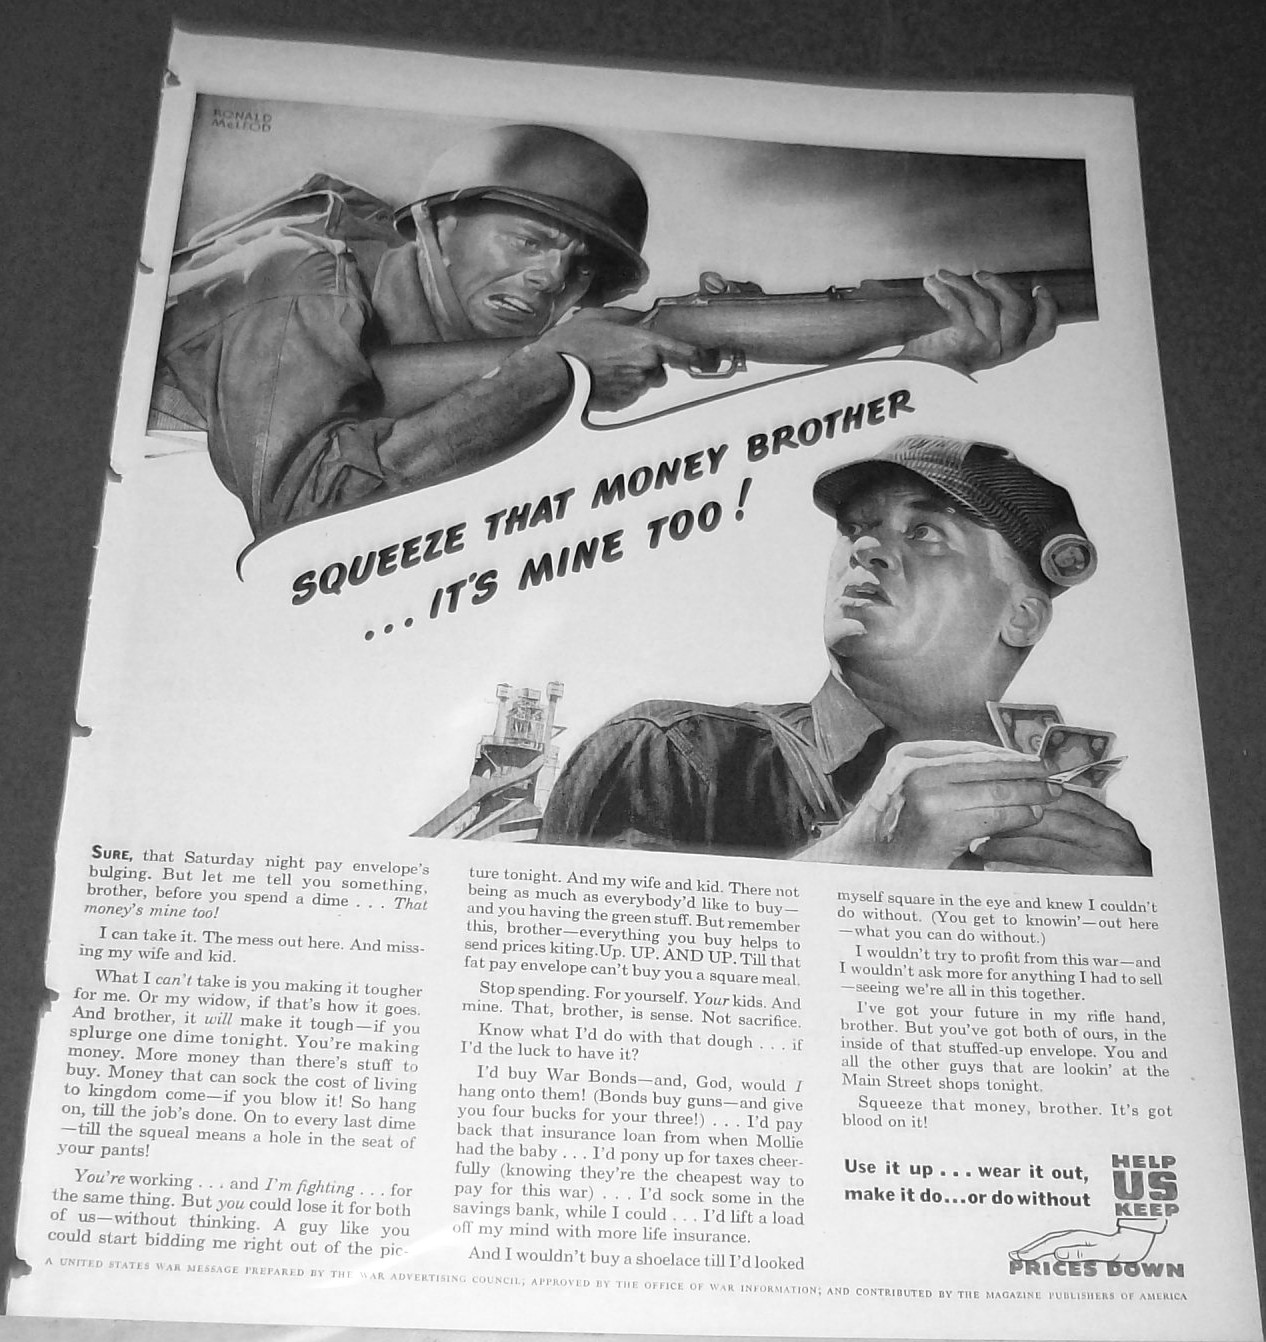 RONALD
McLEOD
SQUEEZE THAT MONEY BROTHER
...IT'S MINE TOO!
SURE, that Saturday night pay envelope's
bulging. But let me tell you something,
brother, before you spend a dime . . . That
money's mine too!
I can take it. The mess out here. And miss-
ing my wife and kid.
What I can't take is you making it tougher
for me. Or my widow, if that's how it goes.
And brother, it will make it tough—if you
splurge one dime tonight. You're making
money. More money than there's stuff to
buy. Money that can sock the cost of living
to kingdom come—if you blow it! So hang
on, till the job's done. On to every last dime
—till the squeal means a hole in the seat of
your pants!
You're working . . . and I'm fighting . . . for
the same thing. But you could lose it for both
of us—without thinking. A guy like you
could start bidding me right out of the pic-
ture tonight. And my wife and kid. There not
being as much as everybody'd like to buy—
and you having the green stuff. But remember
this, brother—everything you buy helps to
send prices kiting. Up. UP. AND UP. Till that
fat pay envelope can't buy you a square meal.
Stop spending. For yourself. Your kids. And
mine. That, brother, is sense. Not sacrifice.
Know what I'd do with that dough . . . if
I'd the luck to have it?
I'd buy War Bonds—and, God, would I
hang onto them! (Bonds buy guns—and give
you four bucks for your three!) . . . I'd pay
back that insurance loan from when Mollie
had the baby . . . I'd pony up for taxes cheer-
fully (knowing they're the cheapest way to
pay for this war) . . . I'd sock some in the
savings bank, while I could . . . I'd lift a load
off my mind with more life insurance.
And I wouldn't buy a shoelace till I'd looked
myself square in the eye and knew I couldn't
do without. (You get to knowin'—out here
—what you can do without.)
I wouldn't try to profit from this war—and
I wouldn't ask more for anything I had to sell
—seeing we're all in this together.
I've got your future in my rifle hand,
brother. But you've got both of ours, in the
inside of that stuffed-up envelope. You and
all the other guys that are lookin' at the
Main Street shops tonight.
Squeeze that money, brother. It's got
blood on it!
Use it up . . . wear it out,
make it do...or do without
HELP
US
KEEP
PRICES DOWN
A UNITED STATES WAR MESSAGE PREPARED BY THE WAR ADVERTISING COUNCIL; APPROVED BY THE OFFICE OF WAR INFORMATION; AND CONTRIBUTED BY THE MAGAZINE PUBLISHERS OF AMERICA